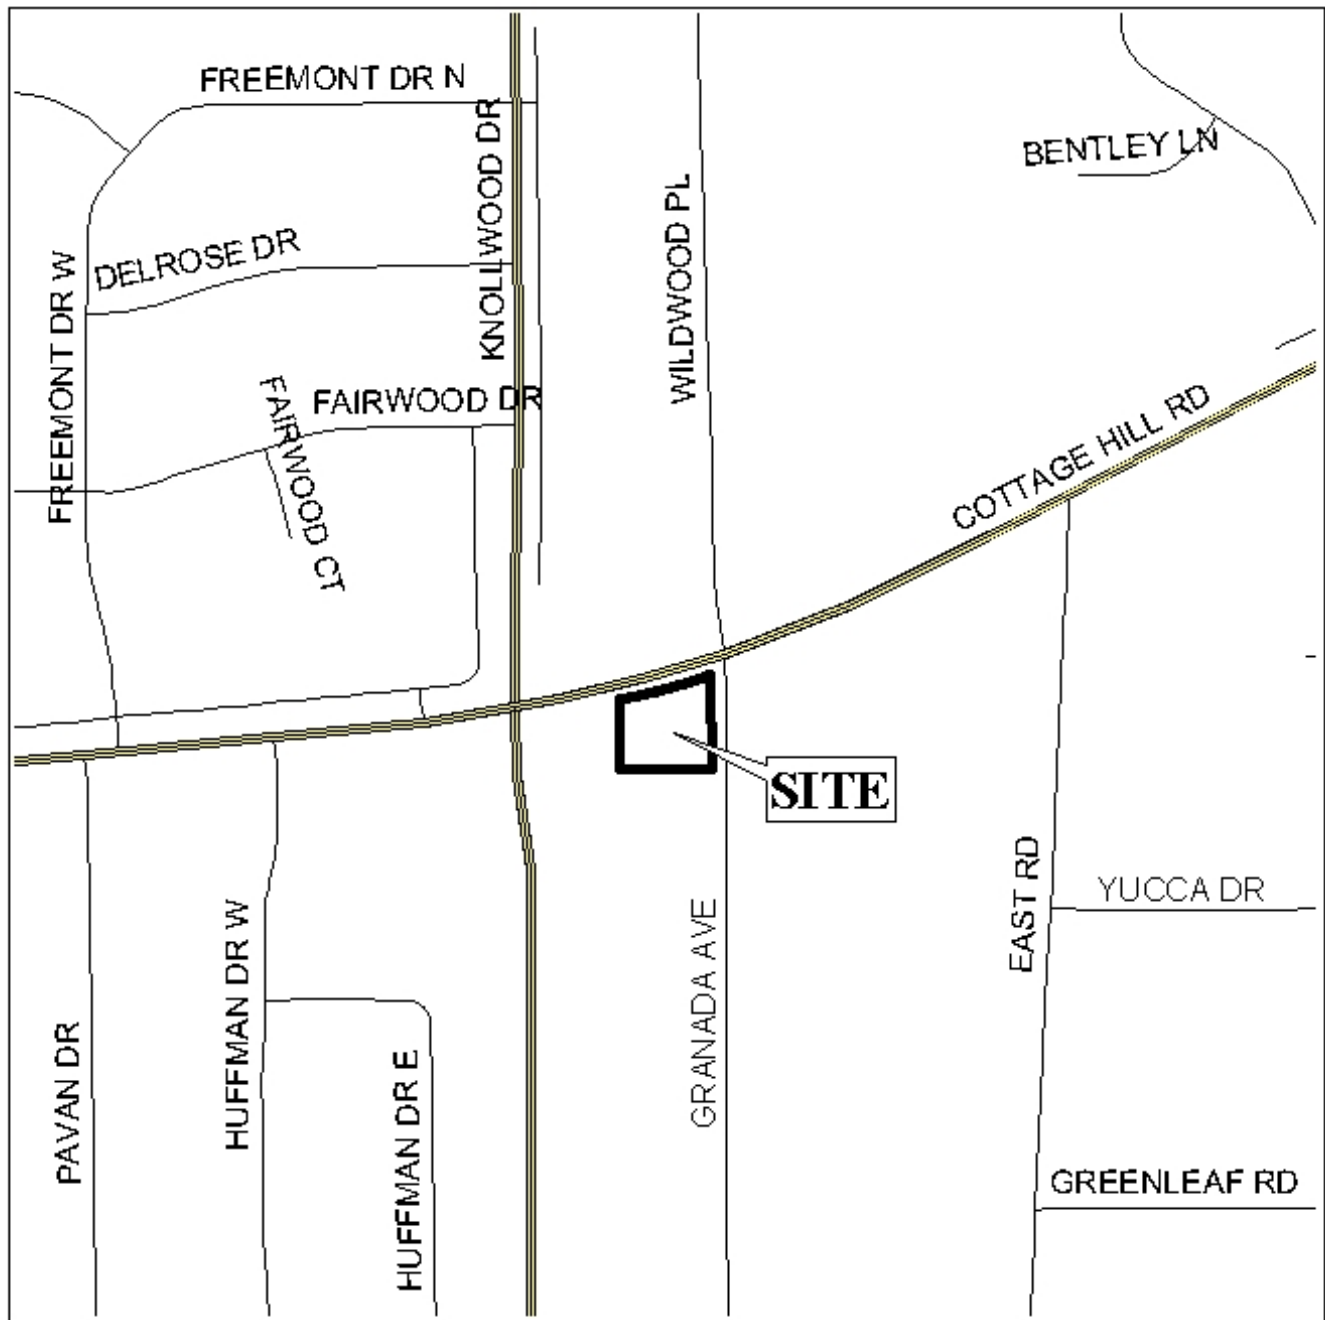 FREEMONT DR N
KNOLLWOOD DR
BENTLEY LN
WILDWOOD PL
DELROSE DR
FREEMONT DR W
FAIRWOOD DR
FAIRWOOD CT
COTTAGE HILL RD
SITE
EAST RD
YUCCA DR
GRANADA AVE
HUFFMAN DR W
PAVAN DR
HUFFMAN DR E
GREENLEAF RD